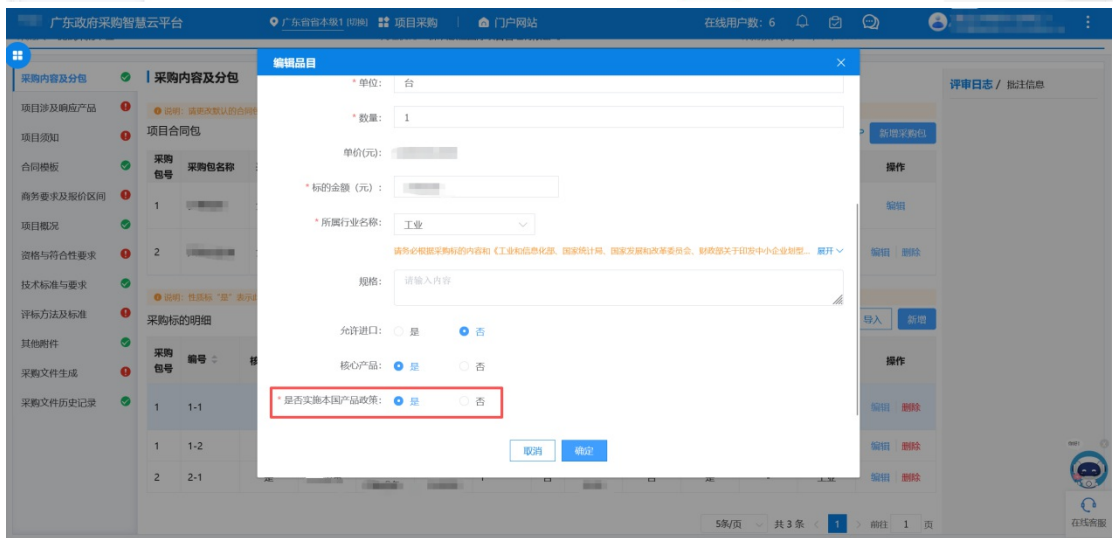 广东政府采购智慧云平台 广东省省本级1 [切换] 项目采购 门户网站 在线用户数: 6
编辑品目
采购内容及分包
项目涉及响应产品
项目须知
合同模板
商务要求及报价区间
项目概况
资格与符合性要求
技术标准与要求
评标方法及标准
其他附件
采购文件生成
采购文件历史记录
采购内容及分包
项目合同包
新增采购包
采购包号 采购包名称 操作
1 编辑
2 编辑 删除
采购标的明细
导入 新增
采购包号 编号 操作
1 1-1 编辑 删除
1 1-2 编辑 删除
2 2-1 编辑 删除
5条/页 共 3 条 1 前往 1 页
* 单位: 台
* 数量: 1
单价(元):
* 标的金额（元）:
* 所属行业名称: 工业
请务必根据采购标的内容和《工业和信息化部、国家统计局、国家发展和改革委员会、财政部关于印发中小企业划型... 展开
规格: 请输入内容
允许进口: 是 否
核心产品: 是 否
* 是否实施本国产品政策: 是 否
取消 确定
评审日志 / 批注信息
在线客服